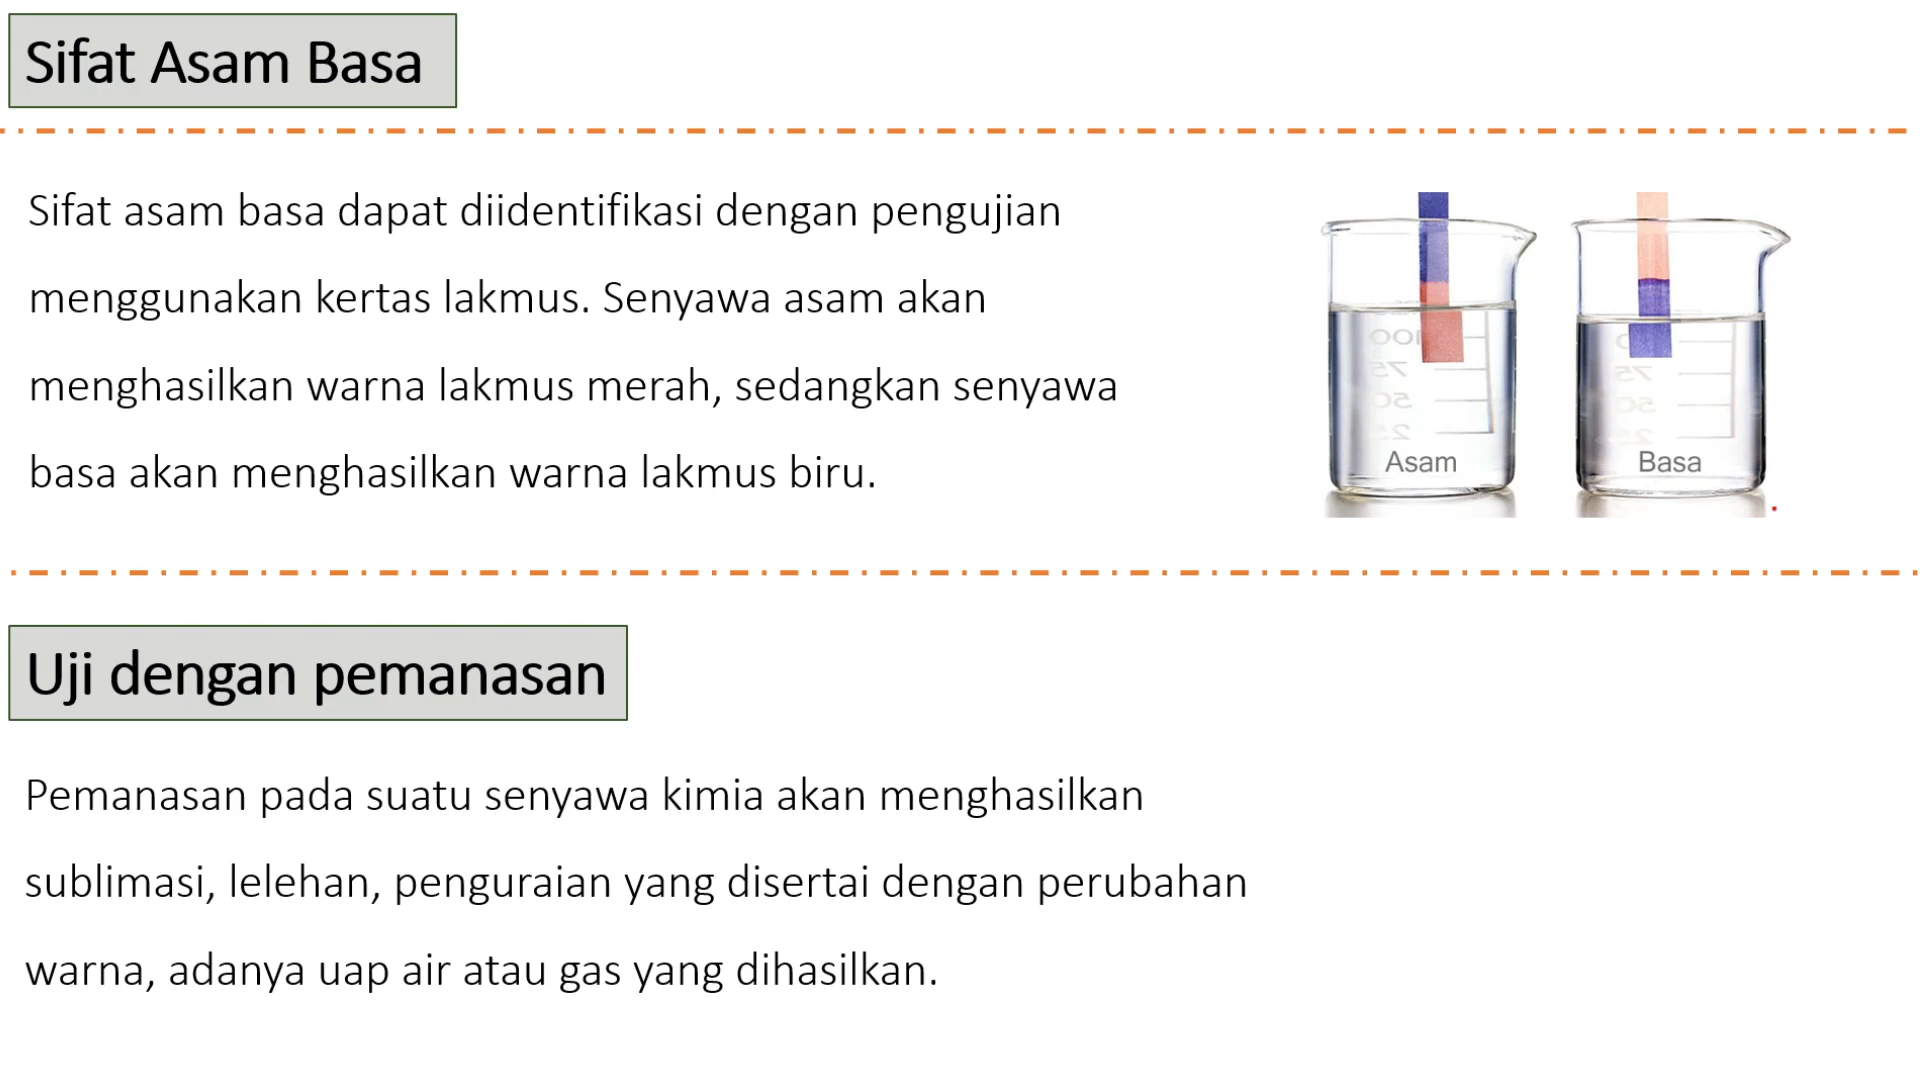 Sifat Asam Basa
Sifat asam basa dapat diidentifikasi dengan pengujian
menggunakan kertas lakmus. Senyawa asam akan
menghasilkan warna lakmus merah, sedangkan senyawa
basa akan menghasilkan warna lakmus biru.
Asam
Basa
Uji dengan pemanasan
Pemanasan pada suatu senyawa kimia akan menghasilkan
sublimasi, lelehan, penguraian yang disertai dengan perubahan
warna, adanya uap air atau gas yang dihasilkan.